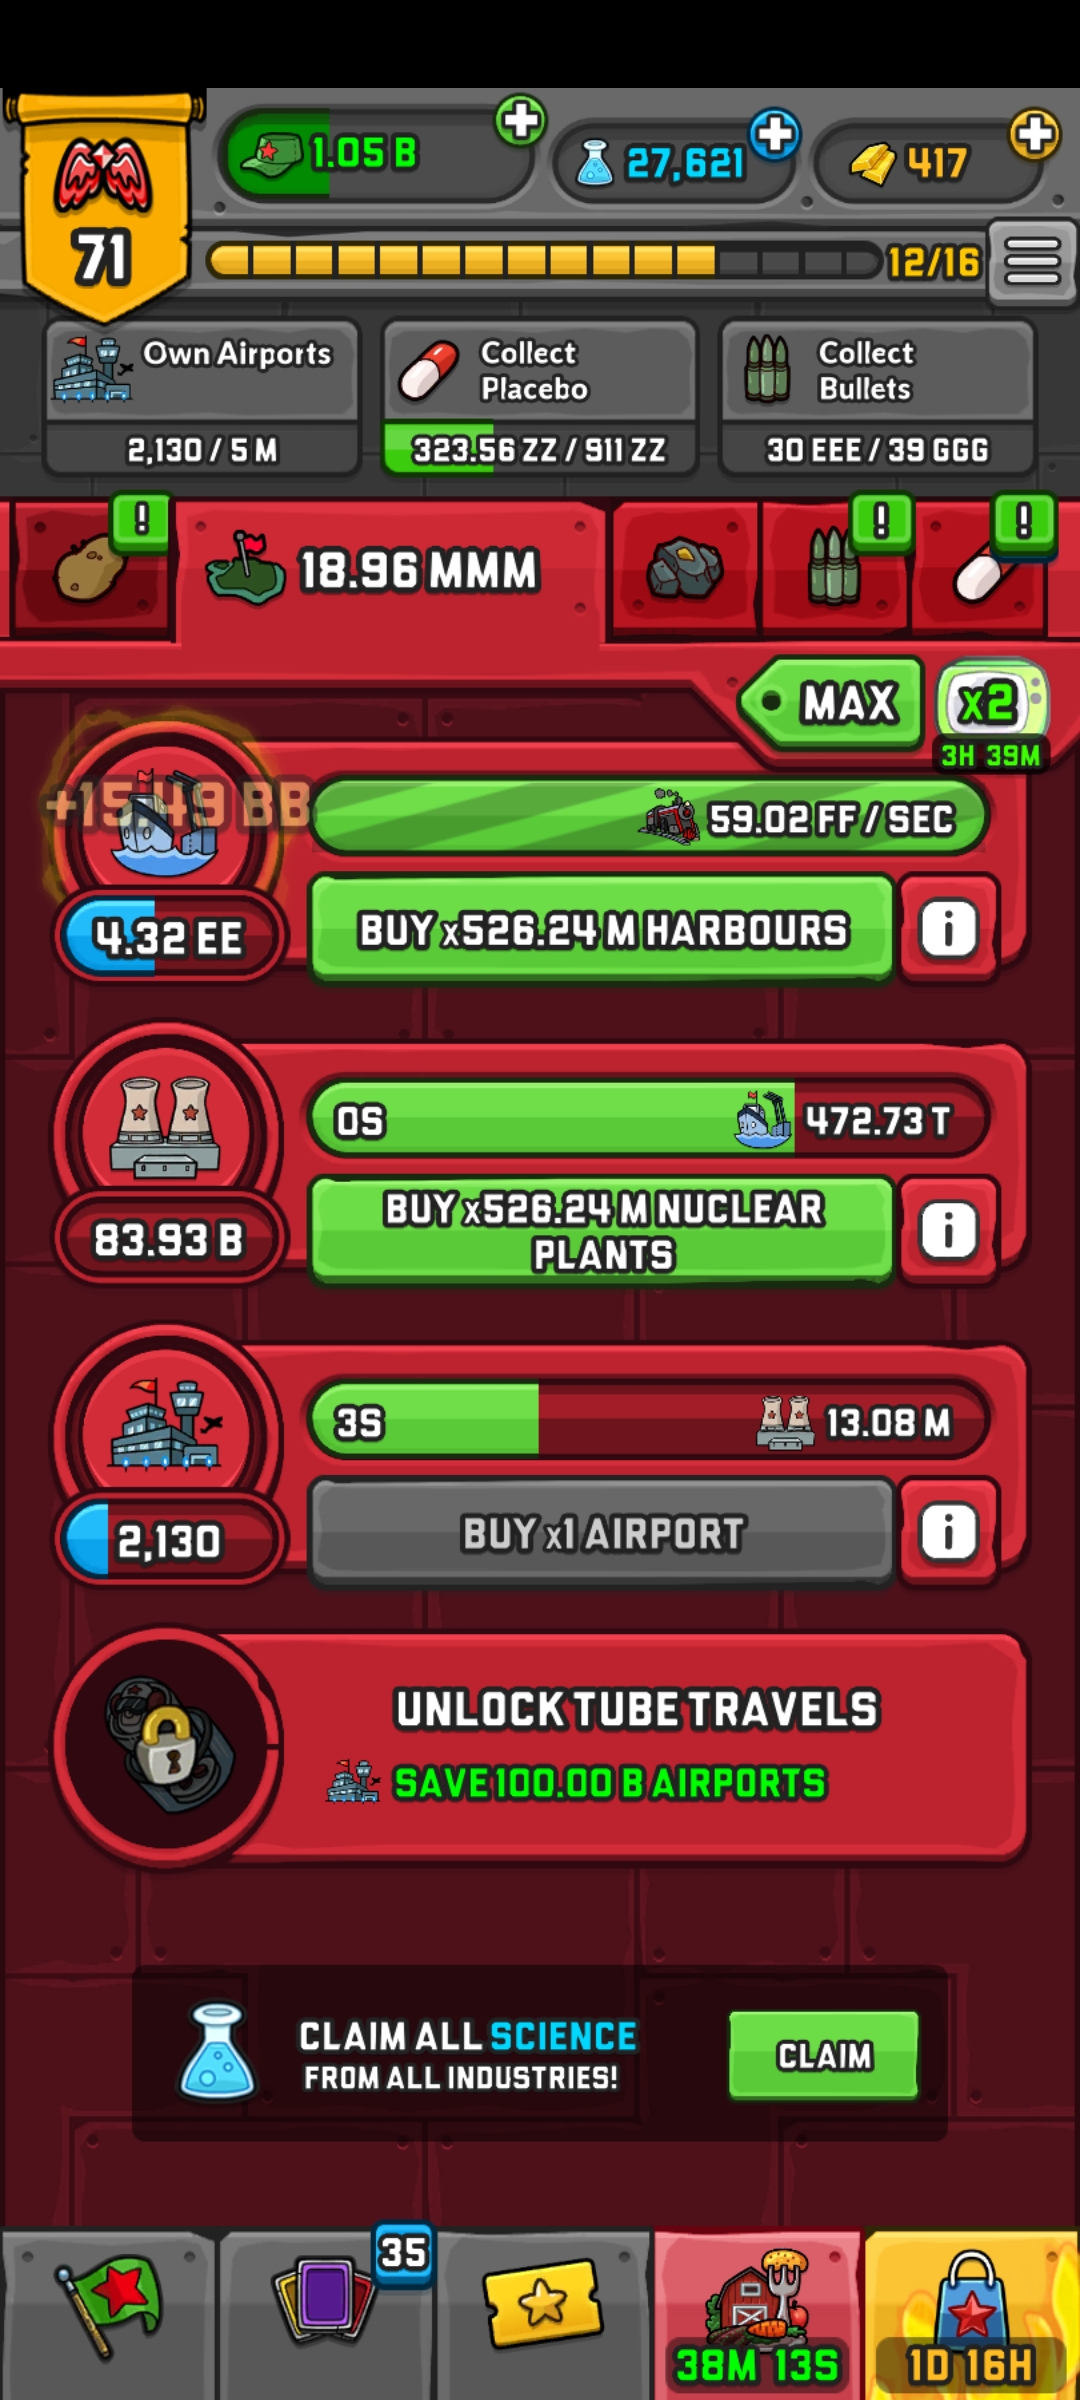 71
1.05 B
27,621
417
12/16
Own Airports
2,130 / 5 M
Collect
Placebo
323.56 ZZ / 911 ZZ
Collect
Bullets
30 EEE / 39 GGG
!
18.96 MMM
!
!
MAX
x2
3H 39M
+15.49 BB
59.02 FF / SEC
4.32 EE
BUY x526.24 M HARBOURS
i
0S
472.73 T
83.93 B
BUY x526.24 M NUCLEAR
PLANTS
i
3S
13.08 M
2,130
BUY x1 AIRPORT
i
UNLOCK TUBE TRAVELS
SAVE 100.00 B AIRPORTS
CLAIM ALL SCIENCE
FROM ALL INDUSTRIES!
CLAIM
35
38M 13S
1D 16H